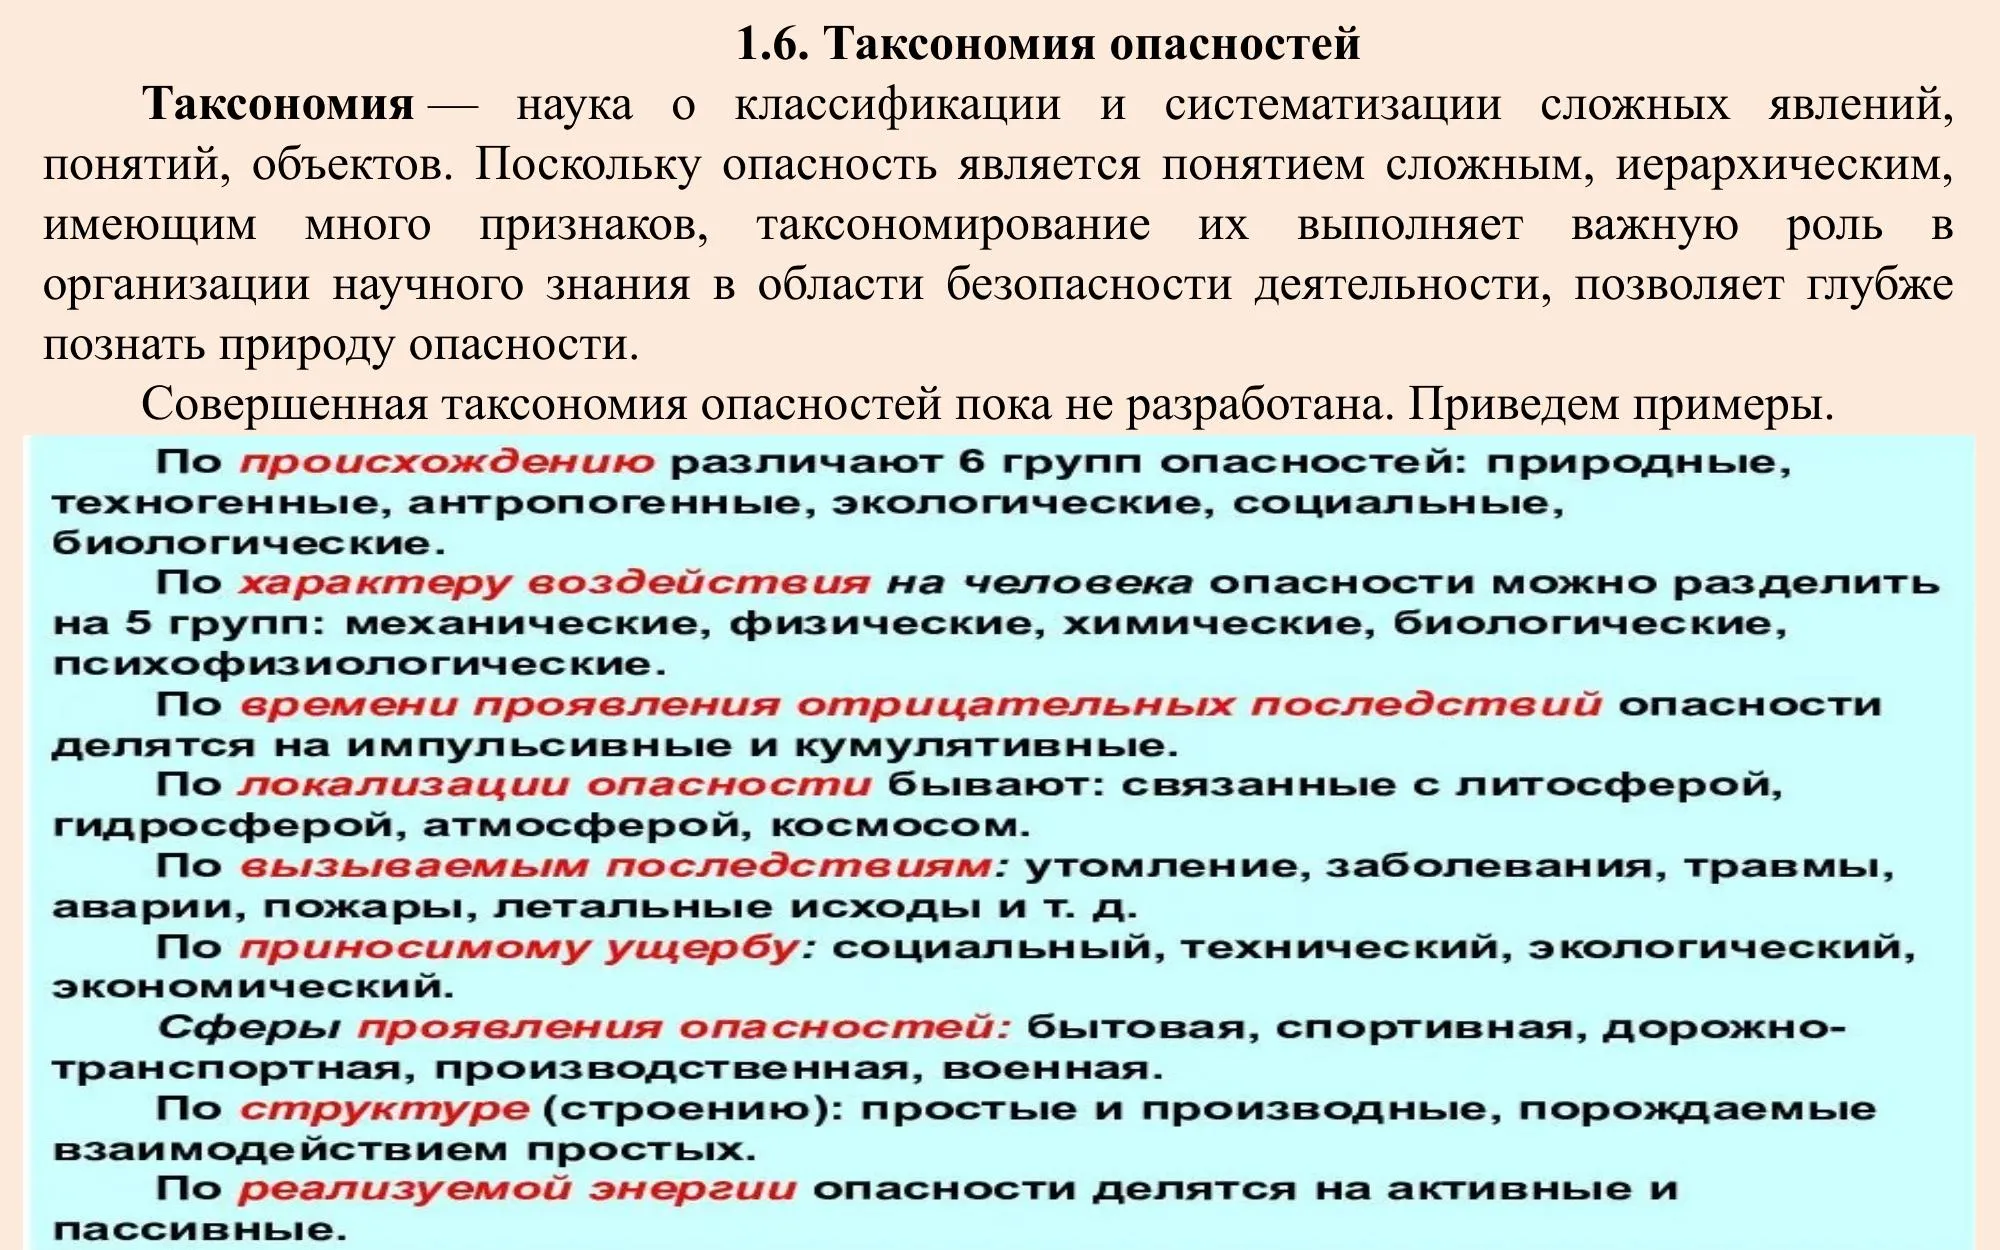 1.6. Таксономия опасностей
Таксономия — наука о классификации и систематизации сложных явлений,
понятий, объектов. Поскольку опасность является понятием сложным, иерархическим,
имеющим много признаков, таксономирование их выполняет важную роль в
организации научного знания в области безопасности деятельности, позволяет глубже
познать природу опасности.
Совершенная таксономия опасностей пока не разработана. Приведем примеры.
По происхождению различают 6 групп опасностей: природные,
техногенные, антропогенные, экологические, социальные,
биологические.
По характеру воздействия на человека опасности можно разделить
на 5 групп: механические, физические, химические, биологические,
психофизиологические.
По времени проявления отрицательных последствий опасности
делятся на импульсивные и кумулятивные.
По локализации опасности бывают: связанные с литосферой,
гидросферой, атмосферой, космосом.
По вызываемым последствиям: утомление, заболевания, травмы,
аварии, пожары, летальные исходы и т. д.
По приносимому ущербу: социальный, технический, экологический,
экономический.
Сферы проявления опасностей: бытовая, спортивная, дорожно-
транспортная, производственная, военная.
По структуре (строению): простые и производные, порождаемые
взаимодействием простых.
По реализуемой энергии опасности делятся на активные и
пассивные.